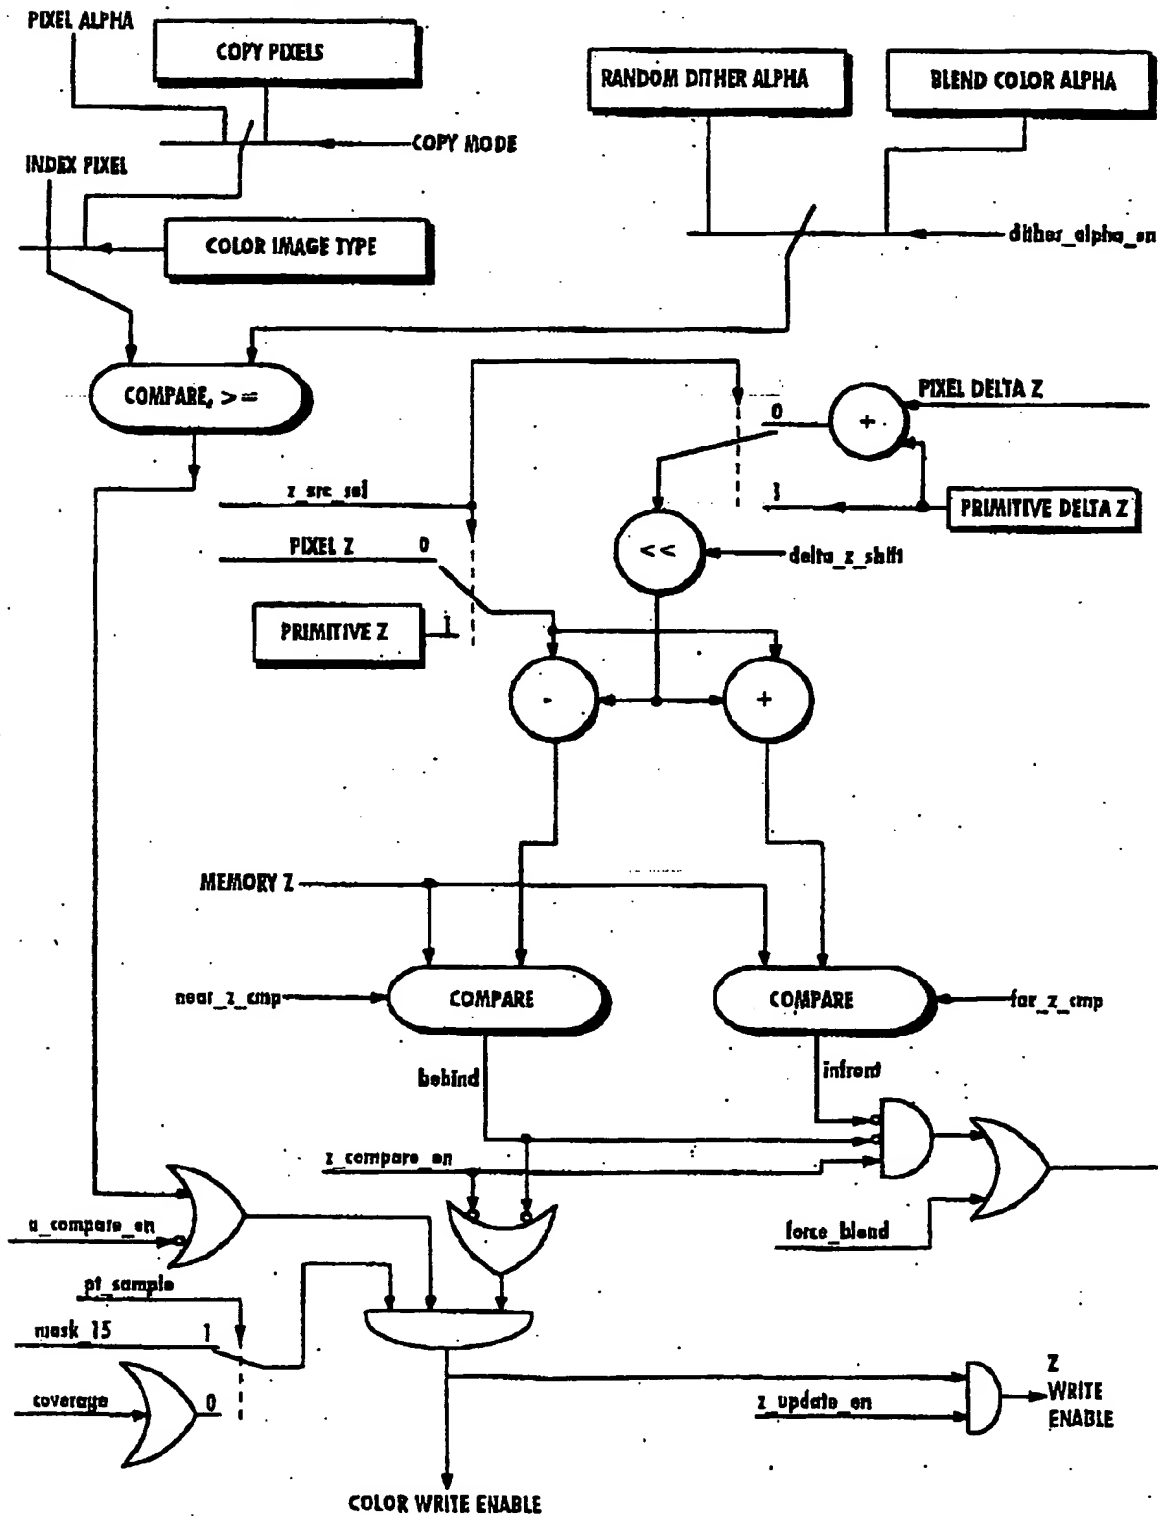 PIXEL ALPHA
COPY PIXELS
RANDOM DITHER ALPHA
BLEND COLOR ALPHA
COPY MODE
INDEX PIXEL
COLOR IMAGE TYPE
dither_alpha_en
COMPARE, >=
PIXEL DELTA Z
0
+
z_src_sel
1
PRIMITIVE DELTA Z
PIXEL Z
0
<<
delta_z_shift
PRIMITIVE Z
1
-
+
MEMORY Z
near_z_cmp
COMPARE
COMPARE
far_z_cmp
behind
infront
z_compare_en
a_compare_en
force_blend
pt_sample
mask_15
1
coverage
0
z_update_en
Z
WRITE
ENABLE
COLOR WRITE ENABLE